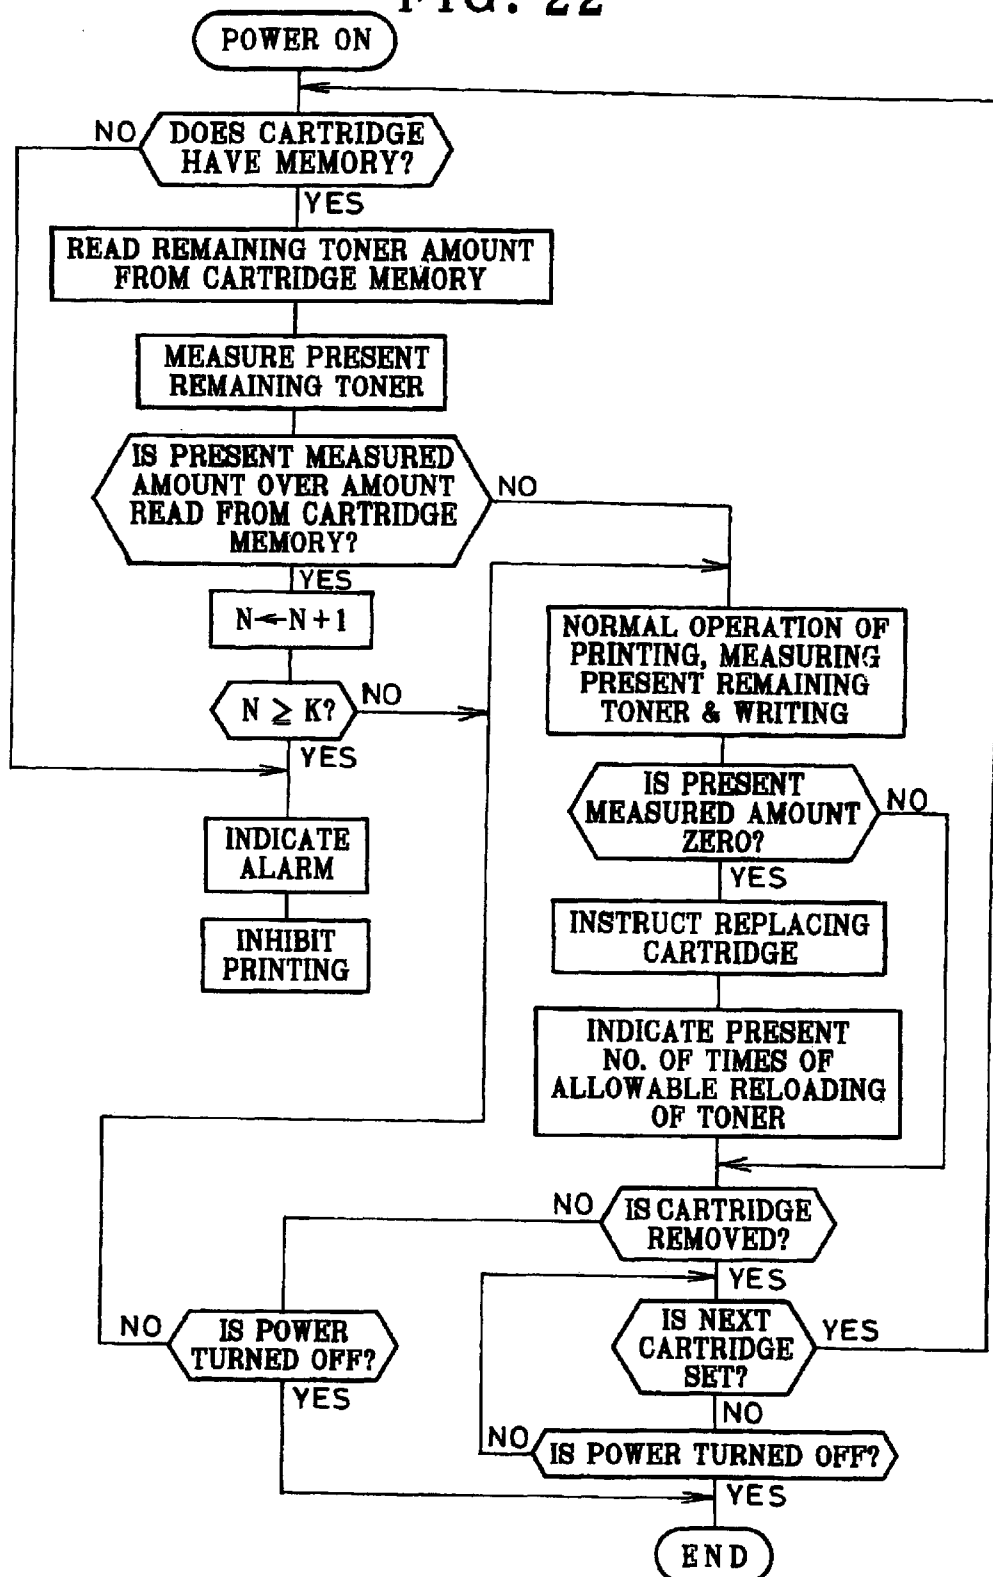 FIG. 22
POWER ON
NO
DOES CARTRIDGE
HAVE MEMORY?
YES
READ REMAINING TONER AMOUNT
FROM CARTRIDGE MEMORY
MEASURE PRESENT
REMAINING TONER
IS PRESENT MEASURED
AMOUNT OVER AMOUNT
READ FROM CARTRIDGE
MEMORY?
NO
YES
N←N+1
N ≧ K?
NO
YES
INDICATE
ALARM
INHIBIT
PRINTING
NORMAL OPERATION OF
PRINTING, MEASURING
PRESENT REMAINING
TONER & WRITING
IS PRESENT
MEASURED AMOUNT
ZERO?
NO
YES
INSTRUCT REPLACING
CARTRIDGE
INDICATE PRESENT
NO. OF TIMES OF
ALLOWABLE RELOADING
OF TONER
NO
IS CARTRIDGE
REMOVED?
YES
NO
IS POWER
TURNED OFF?
YES
IS NEXT
CARTRIDGE
SET?
YES
NO
NO
IS POWER TURNED OFF?
YES
END